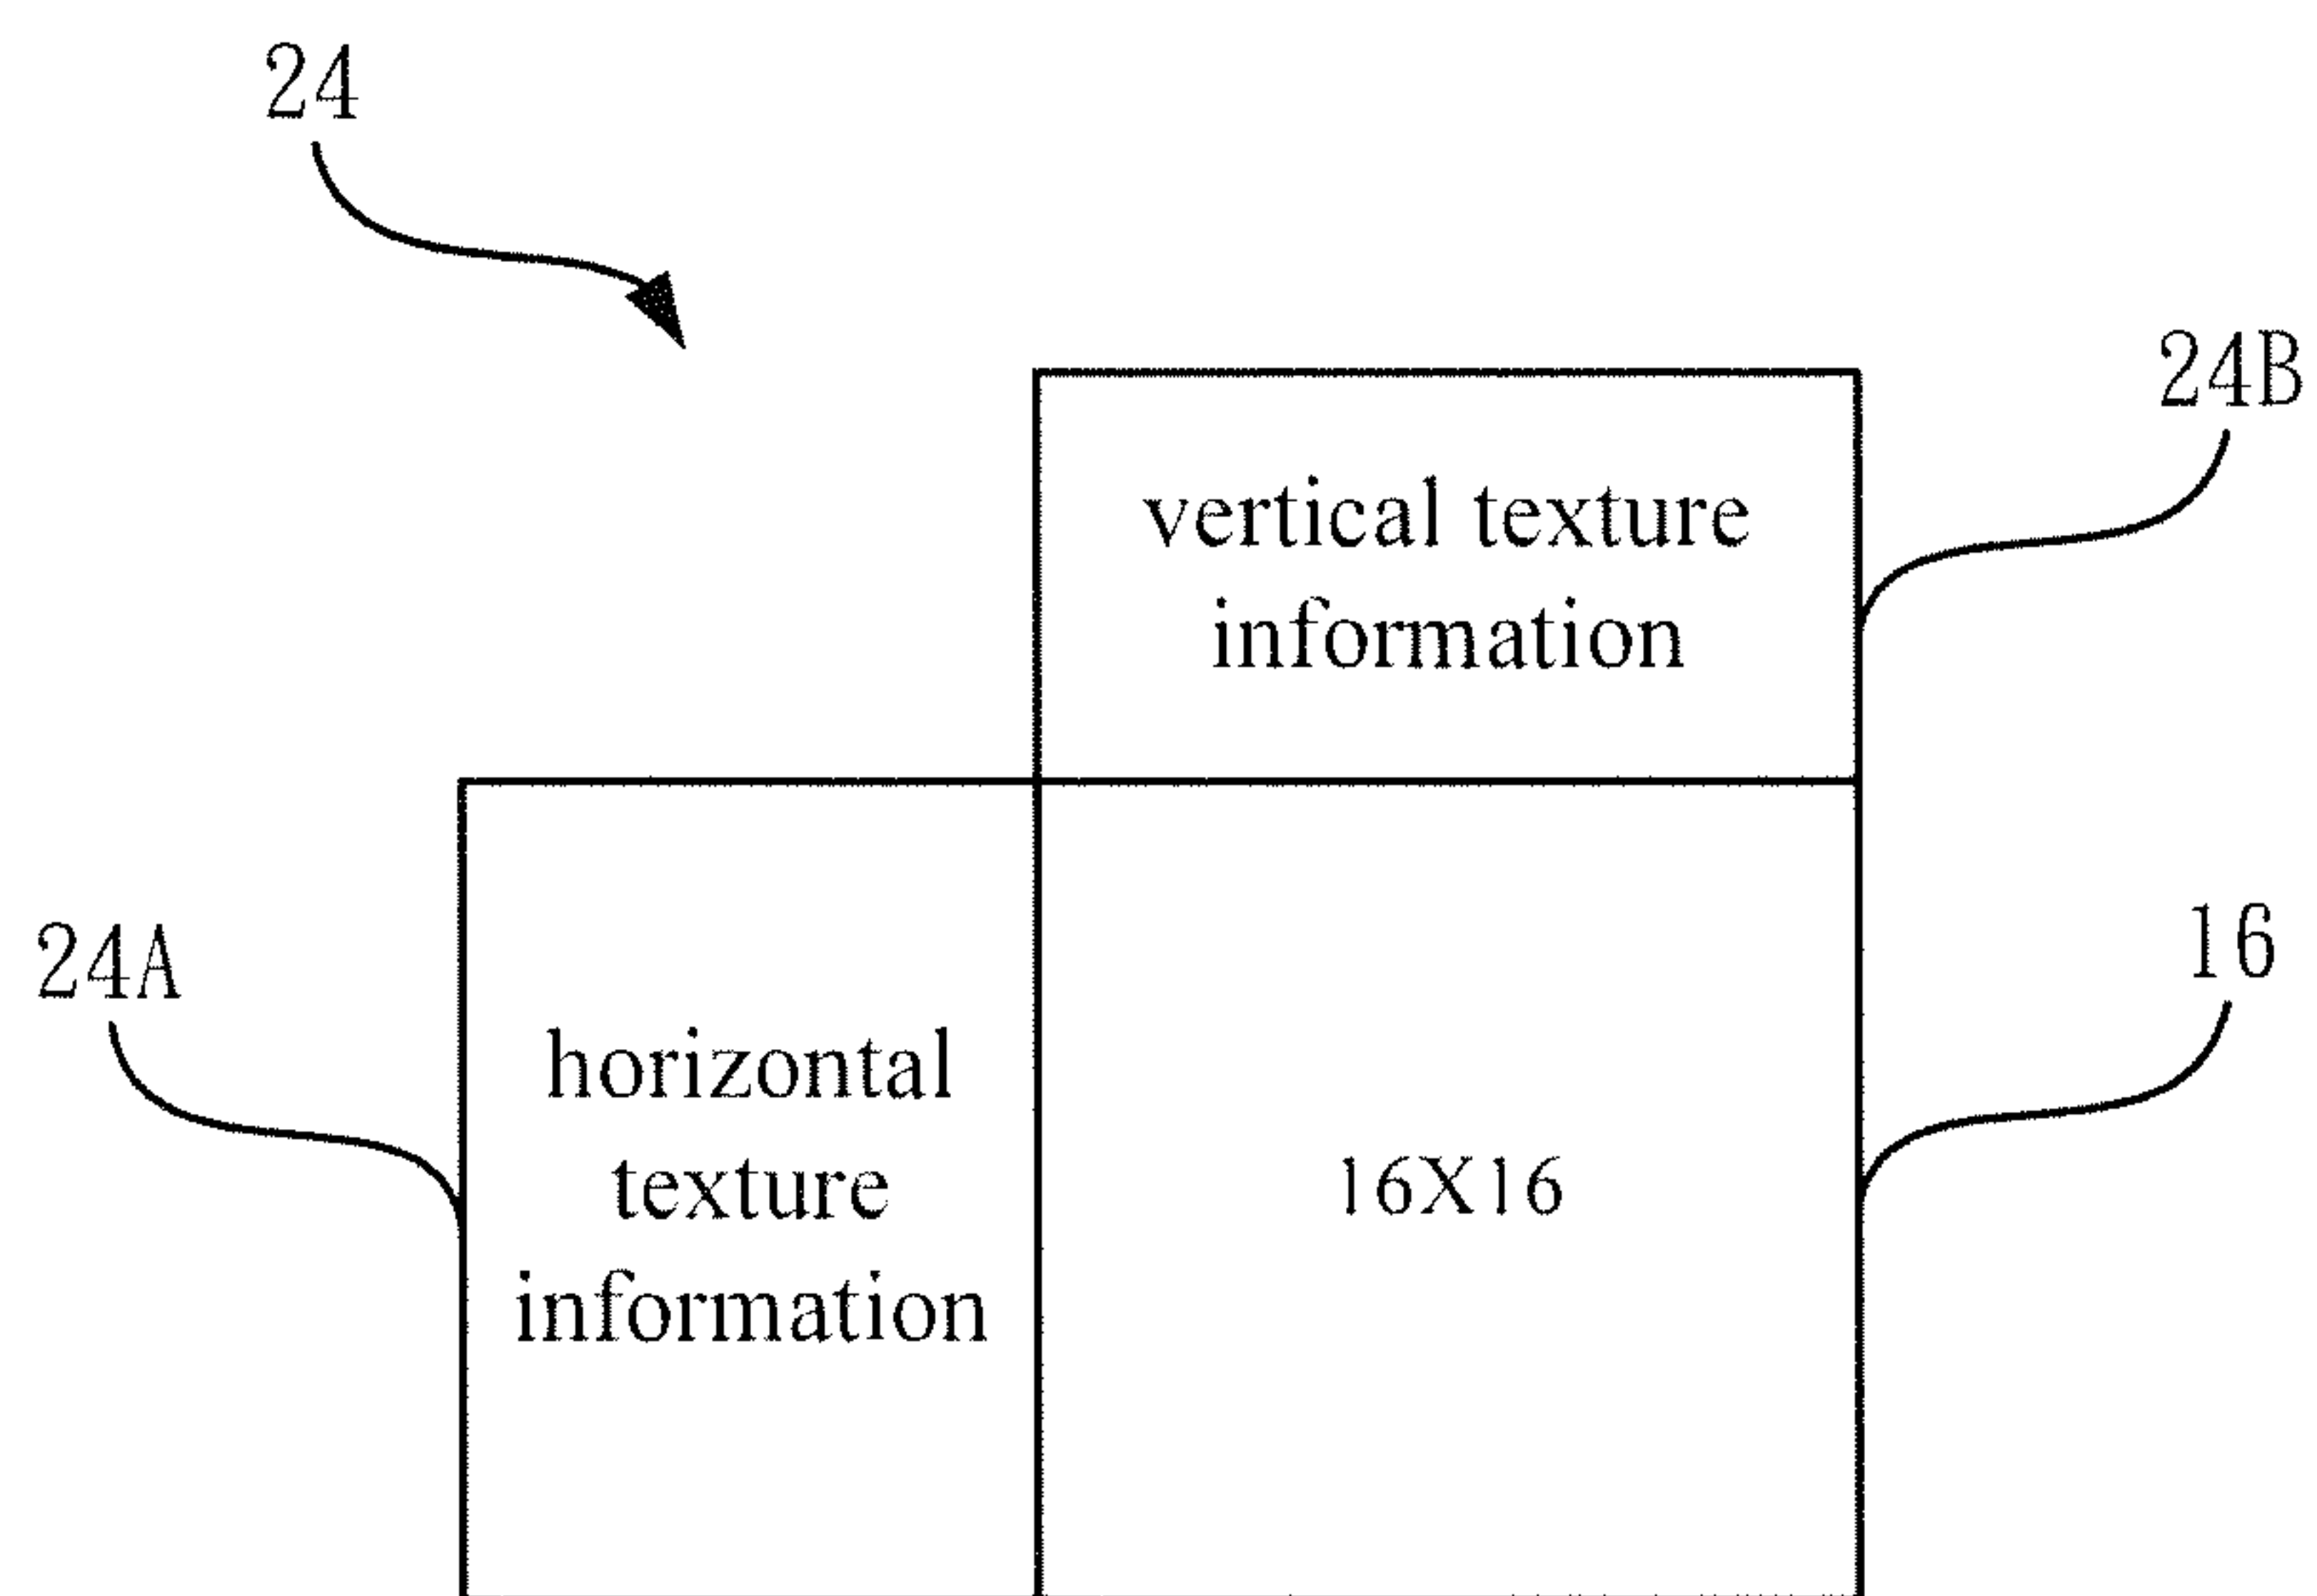 24
24B
vertical texture
information
24A
16
horizontal
texture
information
16X16